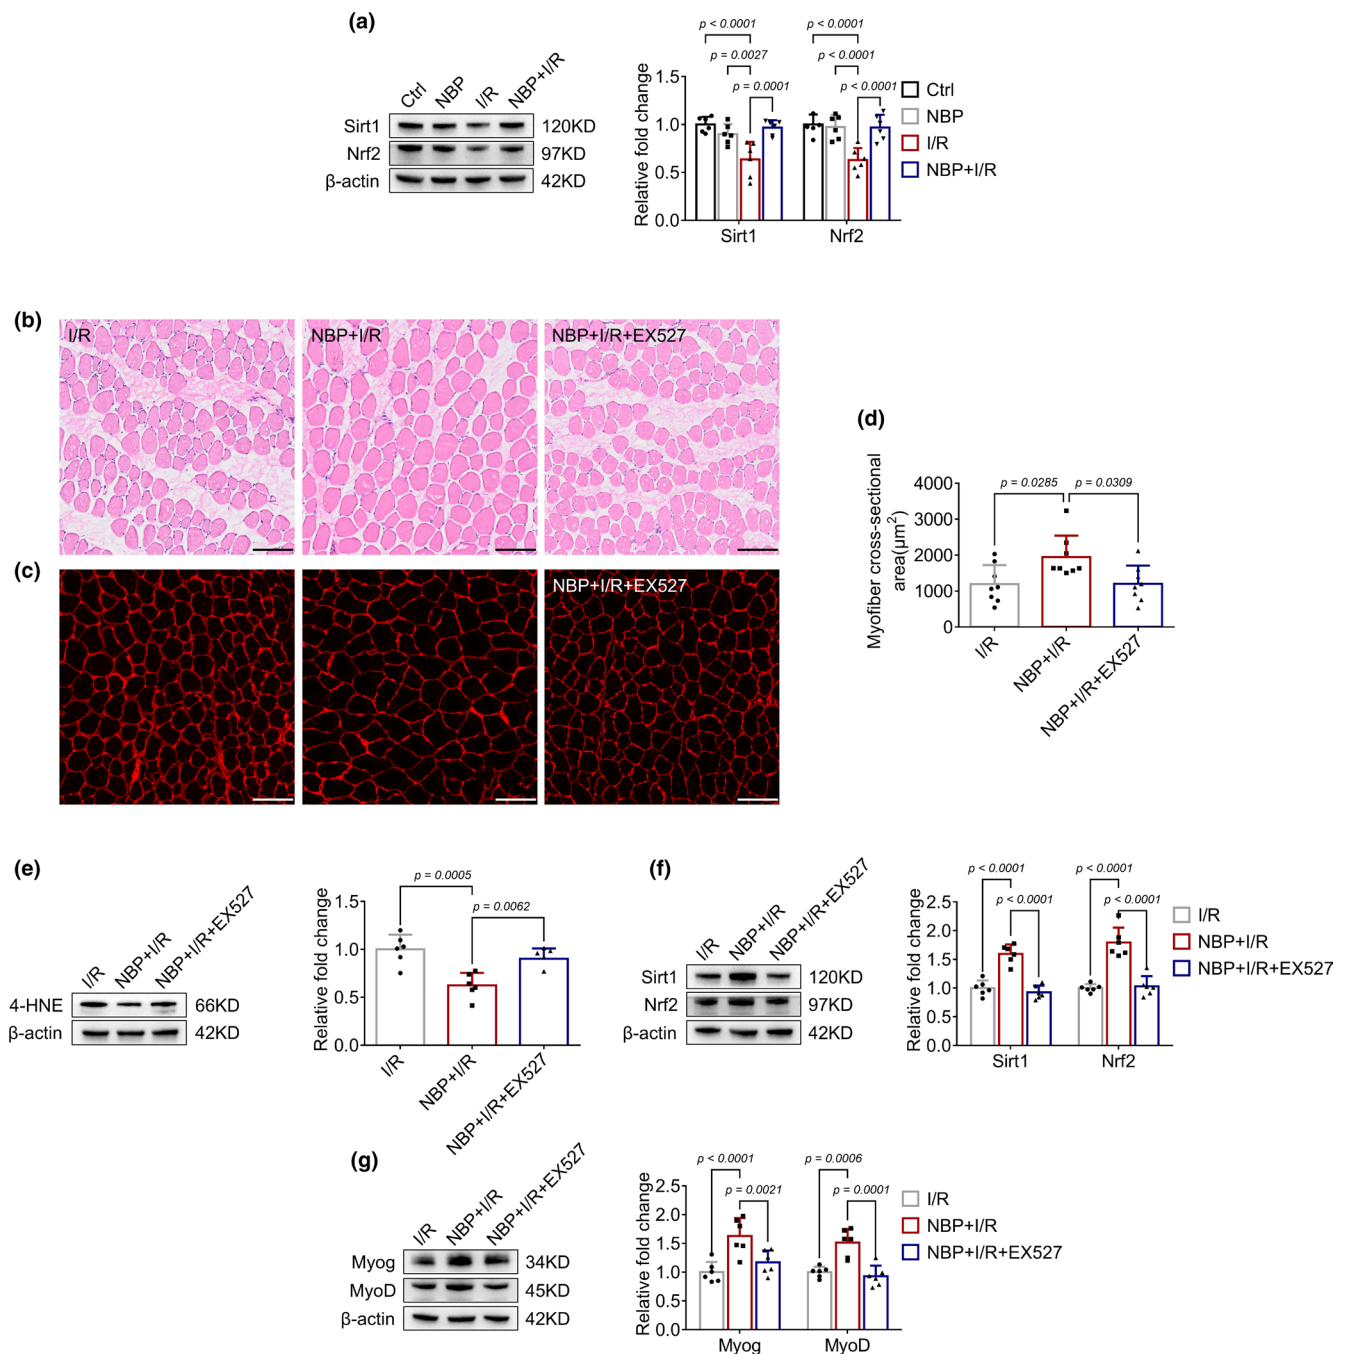 (a)
Ctrl
NBP
I/R
NBP+I/R
Sirt1
120KD
Nrf2
97KD
β-actin
42KD
p < 0.0001
p < 0.0001
p = 0.0027
p < 0.0001
p = 0.0001
p < 0.0001
Relative fold change
1.5
1.0
0.5
0.0
Sirt1
Nrf2
Ctrl
NBP
I/R
NBP+I/R
(b)
I/R
NBP+I/R
NBP+I/R+EX527
(c)
NBP+I/R+EX527
(d)
Myofiber cross-sectional
area(μm²)
4000
3000
2000
1000
0
p = 0.0285
p = 0.0309
I/R
NBP+I/R
NBP+I/R+EX527
(e)
I/R
NBP+I/R
NBP+I/R+EX527
4-HNE
66KD
β-actin
42KD
Relative fold change
1.5
1.0
0.5
0.0
p = 0.0005
p = 0.0062
I/R
NBP+I/R
NBP+I/R+EX527
(f)
I/R
NBP+I/R
NBP+I/R+EX527
Sirt1
120KD
Nrf2
97KD
β-actin
42KD
p < 0.0001
p < 0.0001
p < 0.0001
p < 0.0001
Relative fold change
2.5
2.0
1.5
1.0
0.5
0.0
Sirt1
Nrf2
I/R
NBP+I/R
NBP+I/R+EX527
(g)
I/R
NBP+I/R
NBP+I/R+EX527
Myog
34KD
MyoD
45KD
β-actin
42KD
p < 0.0001
p = 0.0006
p = 0.0021
p = 0.0001
Relative fold change
2.5
2.0
1.5
1.0
0.5
0.0
Myog
MyoD
I/R
NBP+I/R
NBP+I/R+EX527